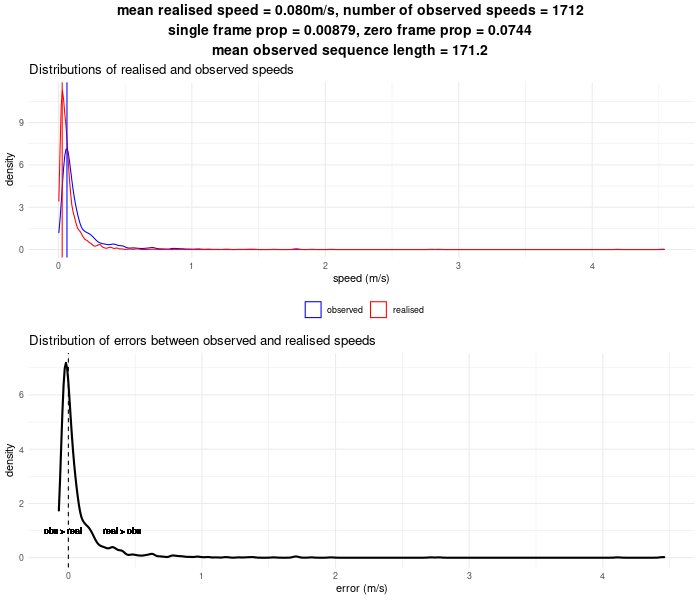 mean realised speed = 0.080m/s, number of observed speeds = 1712
single frame prop = 0.00879, zero frame prop = 0.0744
mean observed sequence length = 171.2
Distributions of realised and observed speeds
density
9
6
3
0
0 1 2 3 4
speed (m/s)
observed realised
Distribution of errors between observed and realised speeds
density
6
4
2
0
obs > real real > obs
0 1 2 3 4
error (m/s)